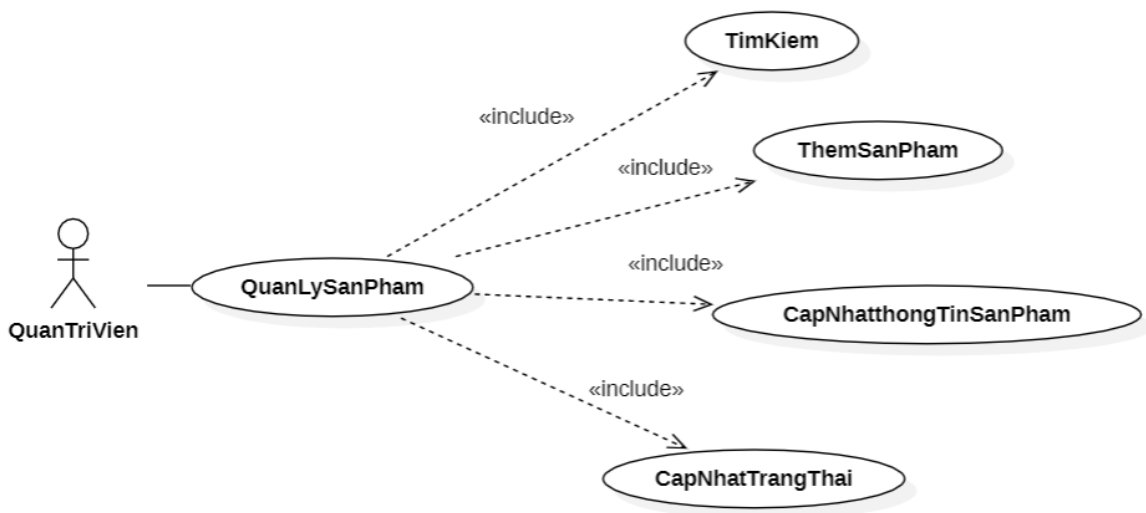 TimKiem
«include»
ThemSanPham
«include»
QuanLySanPham
«include»
CapNhatthongTinSanPham
QuanTriVien
«include»
CapNhatTrangThai